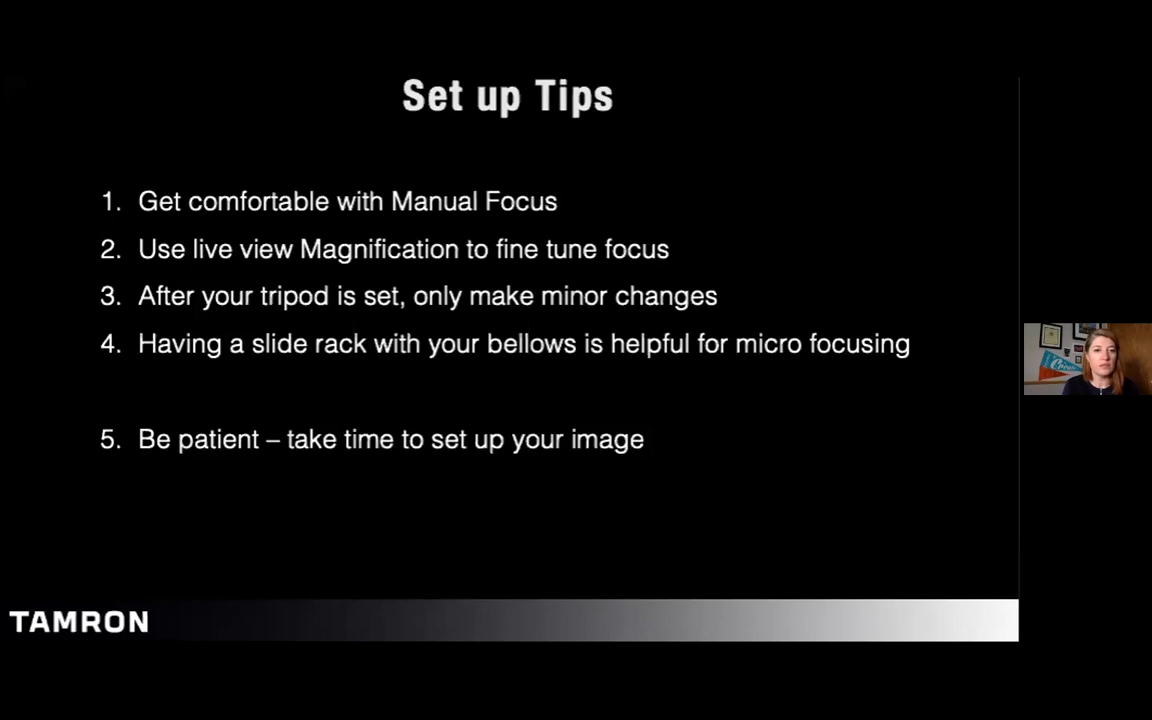 Set up Tips
1. Get comfortable with Manual Focus
2. Use live view Magnification to fine tune focus
3. After your tripod is set, only make minor changes
4. Having a slide rack with your bellows is helpful for micro focusing
5. Be patient – take time to set up your image
TAMRON